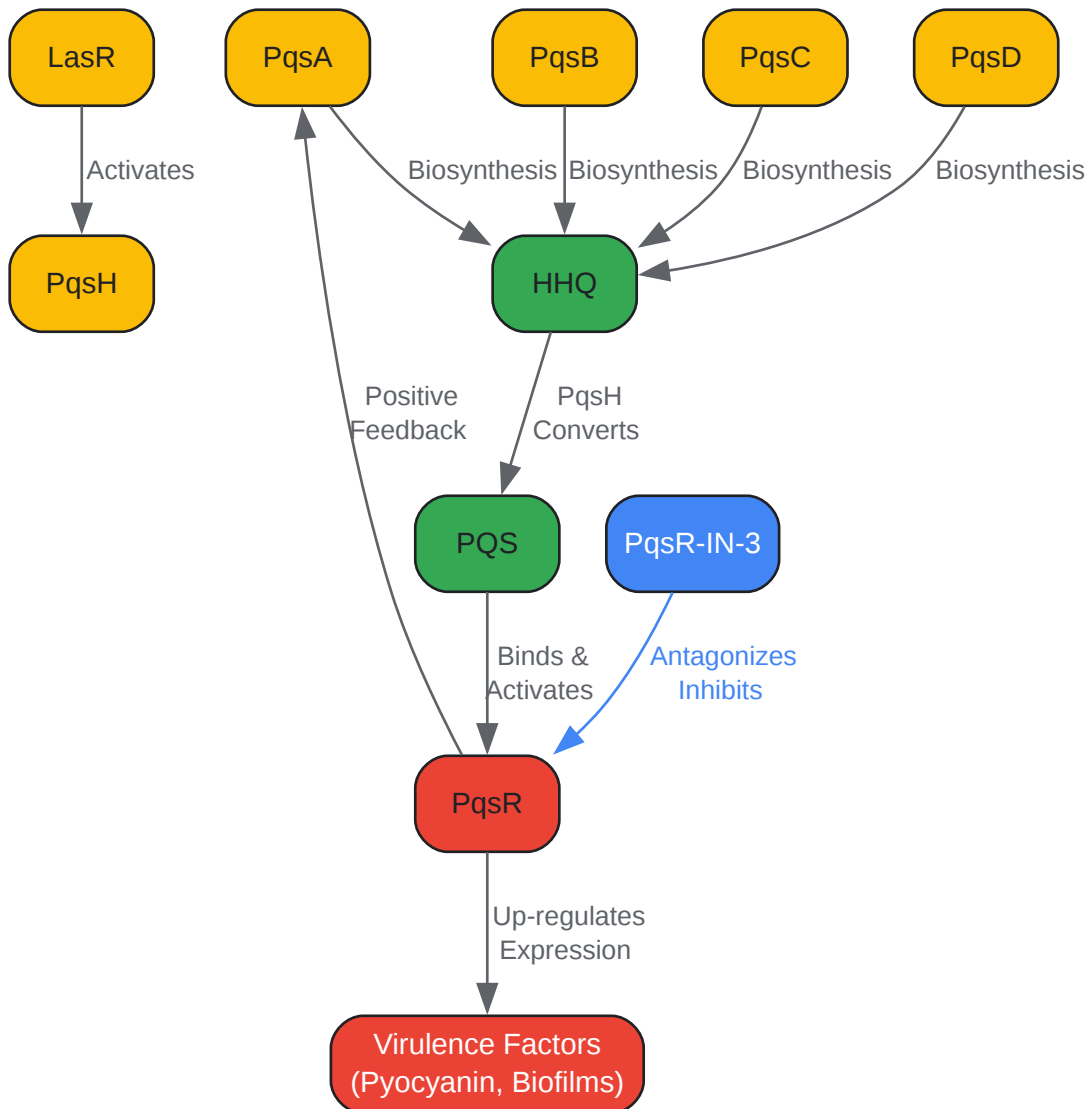 LasR
PqsA
PqsB
PqsC
PqsD
Activates
Biosynthesis
Biosynthesis
Biosynthesis
Biosynthesis
PqsH
HHQ
Positive
Feedback
PqsH
Converts
PQS
PqsR-IN-3
Binds &
Activates
Antagonizes
Inhibits
PqsR
Up-regulates
Expression
Virulence Factors
(Pyocyanin, Biofilms)